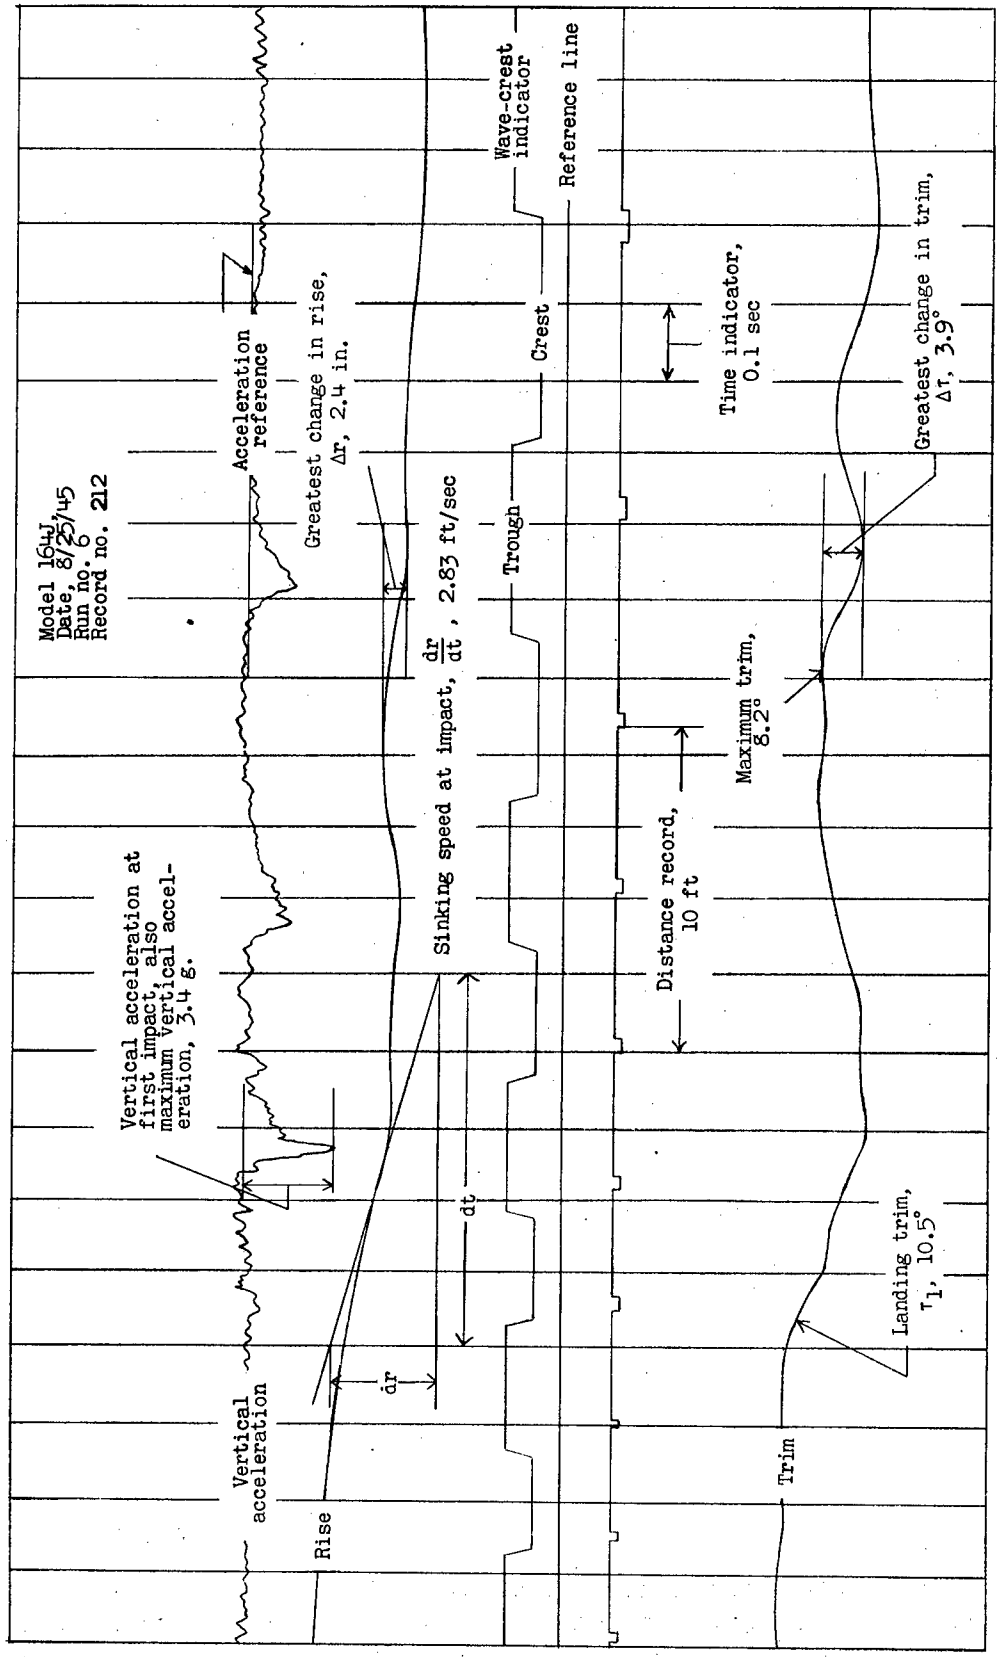 Model 164J,
Date, 8/25/45
Run no. 6
Record no. 212
Vertical acceleration at
first impact, also
maximum vertical accel-
eration, 3.4 g.
Vertical
acceleration
Acceleration
reference
Greatest change in rise,
Δr, 2.4 in.
Rise
dr
dt
Sinking speed at impact, dr/dt, 2.83 ft/sec
Trough
Crest
Wave-crest
indicator
Reference line
Distance record,
10 ft
Time indicator,
0.1 sec
Trim
Landing trim,
τ1, 10.5°
Maximum trim,
8.2°
Greatest change in trim,
Δτ, 3.9°